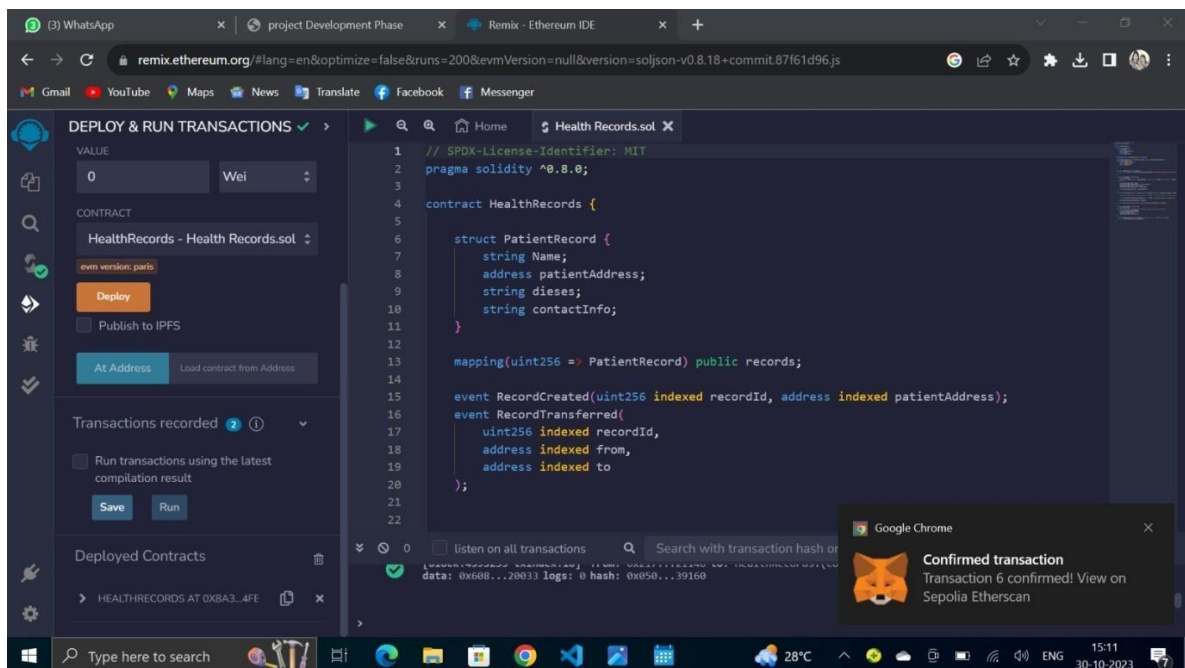 (3) WhatsApp
project Development Phase
Remix - Ethereum IDE
remix.ethereum.org/#lang=en&optimize=false&runs=200&evmVersion=null&version=soljson-v0.8.18+commit.87f61d96.js
Gmail YouTube Maps News Translate Facebook Messenger
DEPLOY & RUN TRANSACTIONS
VALUE
0 Wei
CONTRACT
HealthRecords - Health Records.sol
evm version: paris
Deploy
Publish to IPFS
At Address Load contract from Address
Transactions recorded 2
Run transactions using the latest
compilation result
Save Run
Deployed Contracts
HEALTHRECORDS AT 0X8A3...4FE
Home Health Records.sol
1 // SPDX-License-Identifier: MIT
2 pragma solidity ^0.8.0;
3
4 contract HealthRecords {
5
6 struct PatientRecord {
7 string Name;
8 address patientAddress;
9 string dieses;
10 string contactInfo;
11 }
12
13 mapping(uint256 => PatientRecord) public records;
14
15 event RecordCreated(uint256 indexed recordId, address indexed patientAddress);
16 event RecordTransferred(
17 uint256 indexed recordId,
18 address indexed from,
19 address indexed to
20 );
21
22
0 listen on all transactions Search with transaction hash or
data: 0x608...20033 logs: 0 hash: 0x050...39160
>
Google Chrome
Confirmed transaction
Transaction 6 confirmed! View on
Sepolia Etherscan
Type here to search
28°C
ENG
15:11
30-10-2023
7